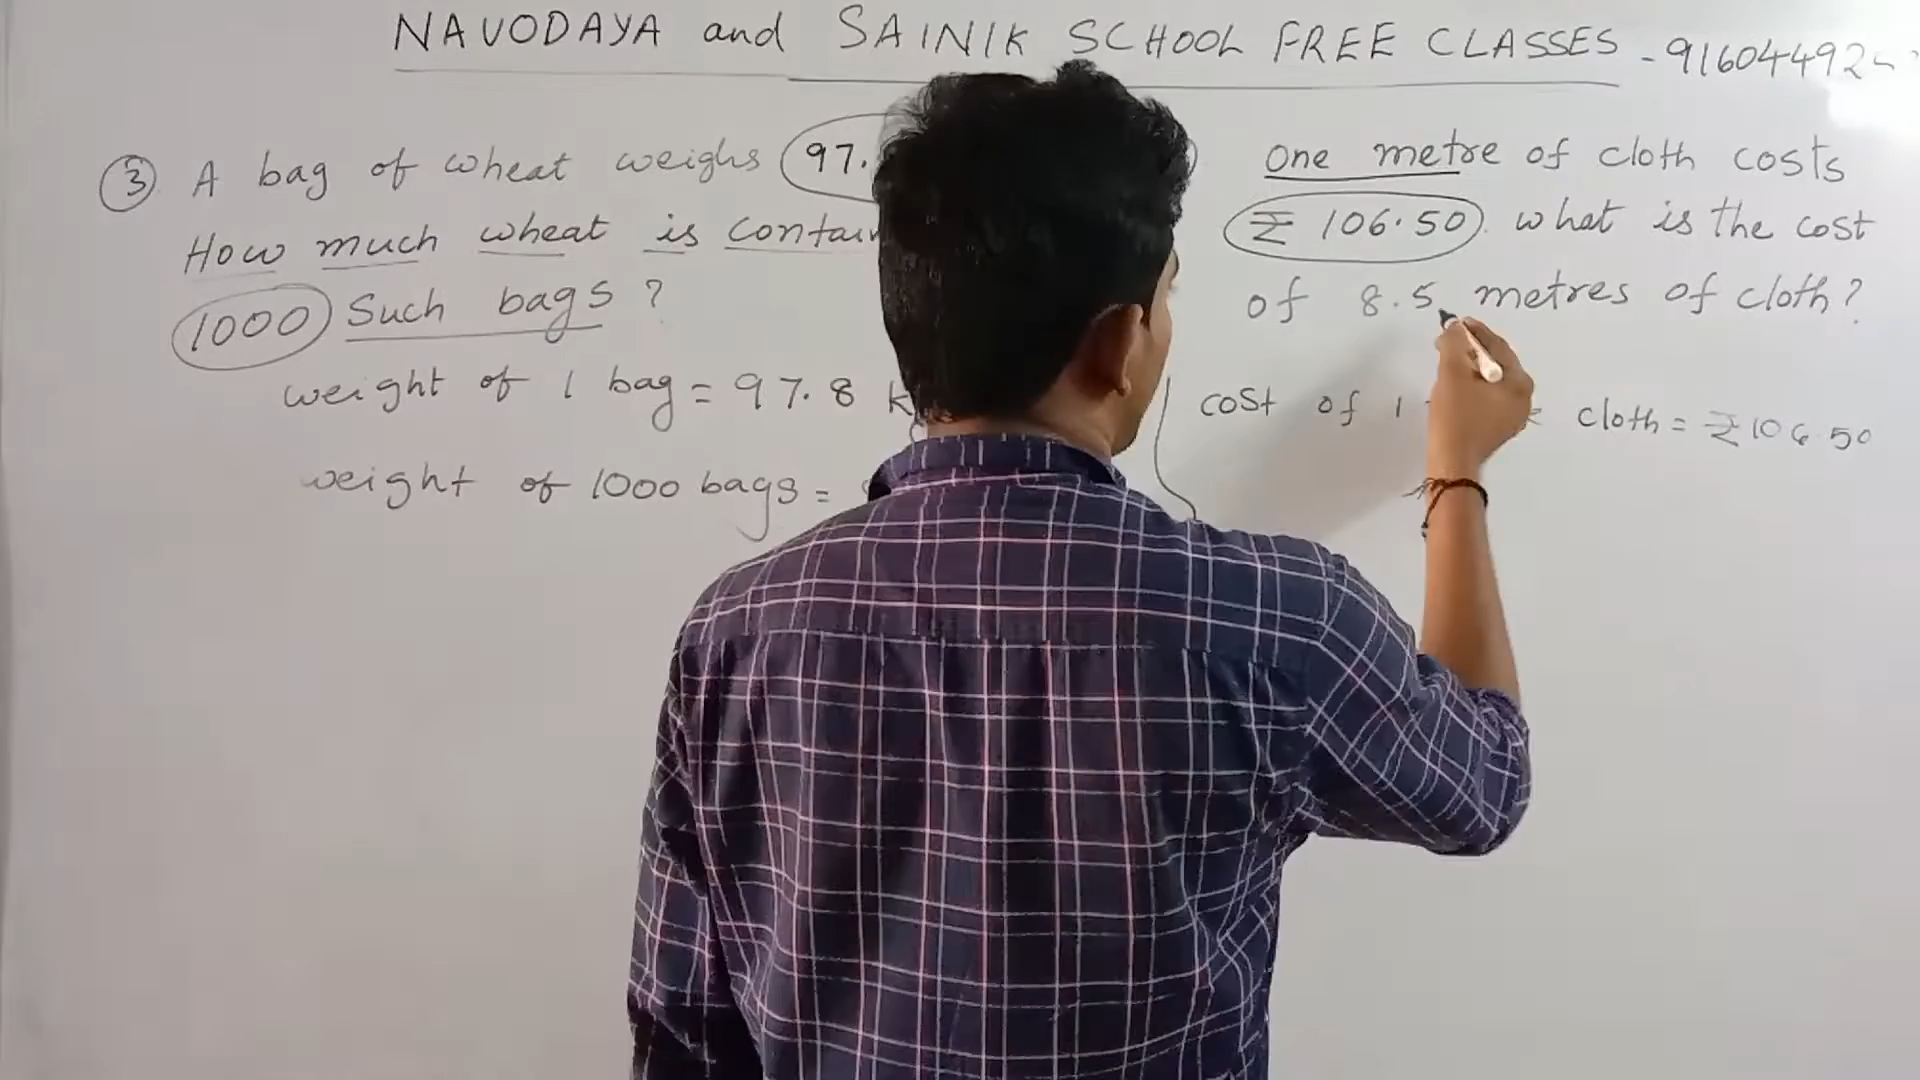 NAVODAYA and SAINIK SCHOOL FREE CLASSES - 91604492
③ A bag of wheat weighs 97.
How much wheat is
1000 Such bags ?
weight of 1 bag = 97.8
weight of 1000 bags =
One metre of cloth costs
₹ 106.50. what is the cost
of 8.5 metres of cloth?
cost of 1 cloth = ₹106.50